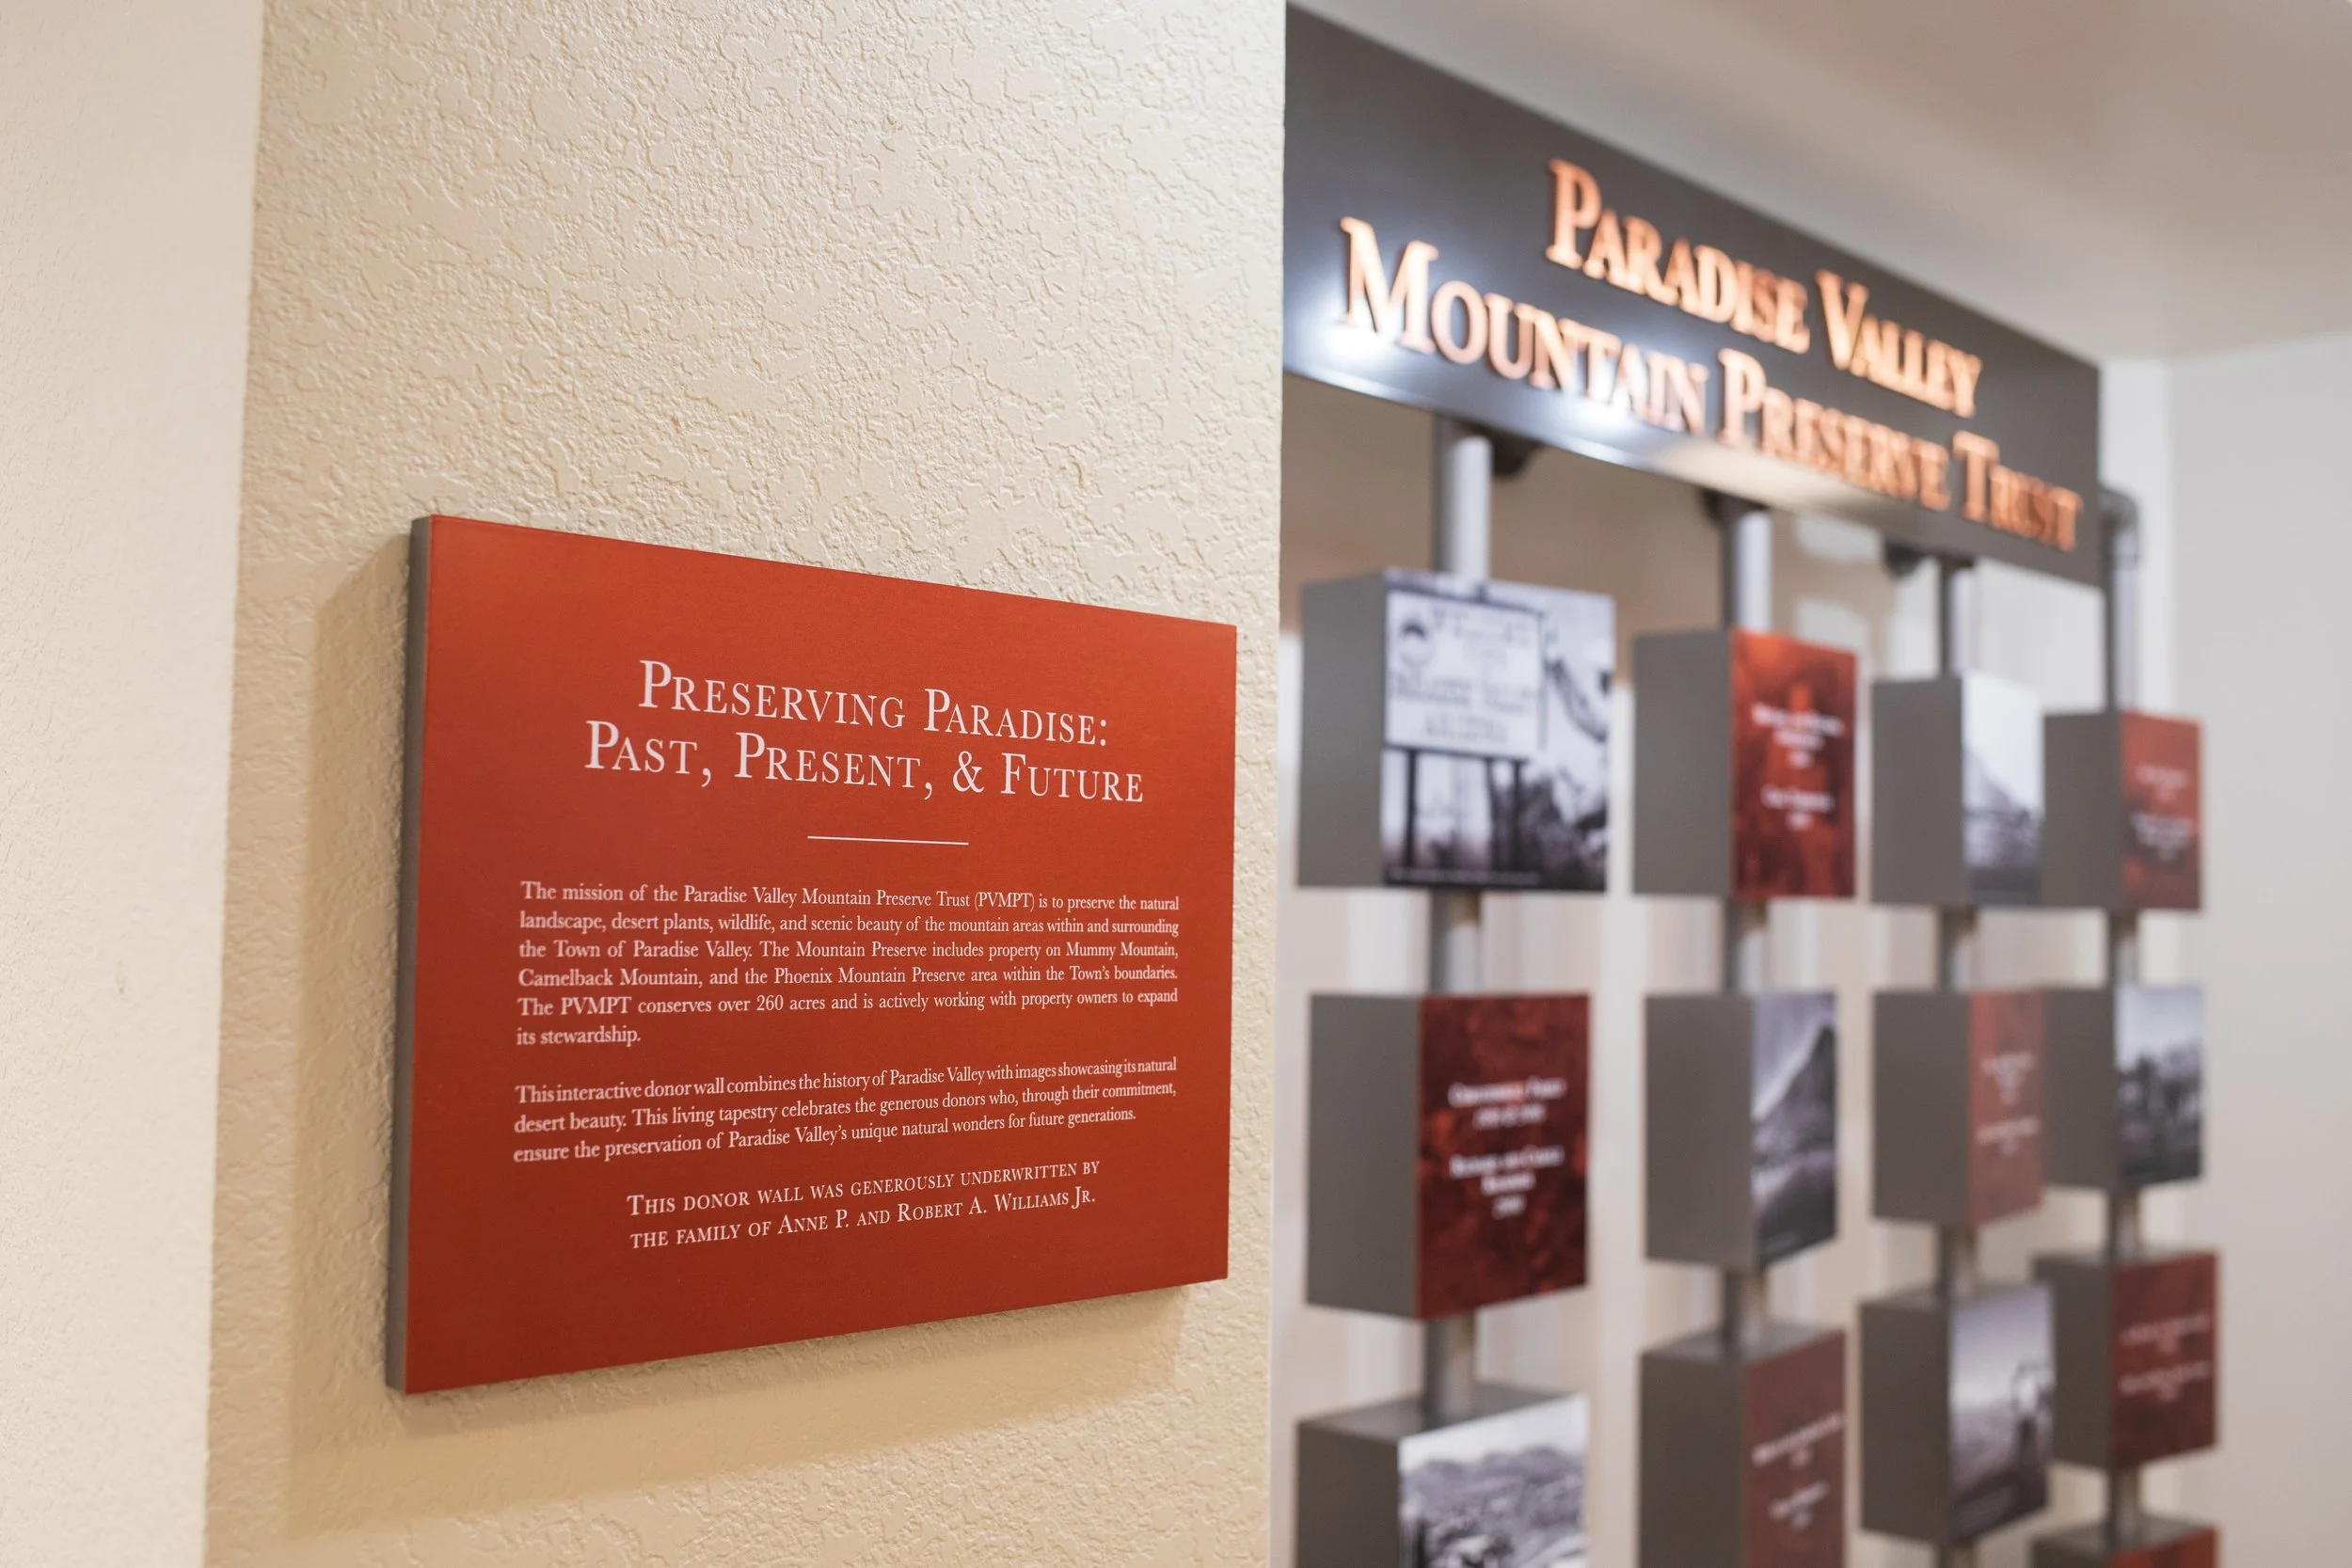 Preserving Paradise:
Past, Present, & Future
The mission of the Paradise Valley Mountain Preserve Trust (PVMPT) is to preserve the natural
landscape, desert plants, wildlife, and scenic beauty of the mountain areas within and surrounding
the Town of Paradise Valley. The Mountain Preserve includes property on Mummy Mountain,
Camelback Mountain, and the Phoenix Mountain Preserve area within the Town's boundaries.
The PVMPT conserves over 260 acres and is actively working with property owners to expand
its stewardship.
This interactive donor wall combines the history of Paradise Valley with images showcasing its natural
desert beauty. This living tapestry celebrates the generous donors who, through their commitment,
ensure the preservation of Paradise Valley's unique natural wonders for future generations.
This donor wall was generously underwritten by
the family of Anne P. and Robert A. Williams Jr.
Paradise Valley
Mountain Preserve Trust